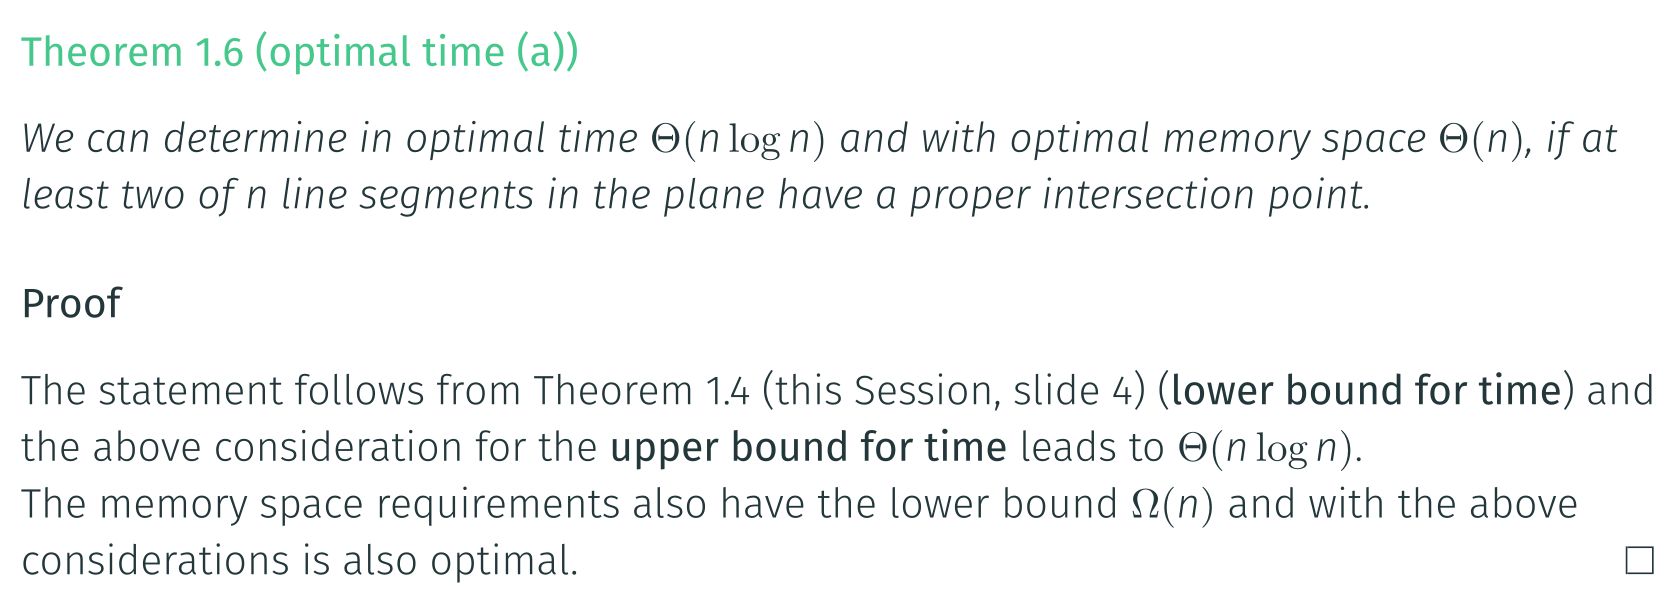 Theorem 1.6 (optimal time (a))
We can determine in optimal time Θ(n log n) and with optimal memory space Θ(n), if at
least two of n line segments in the plane have a proper intersection point.
Proof
The statement follows from Theorem 1.4 (this Session, slide 4) (lower bound for time) and
the above consideration for the upper bound for time leads to Θ(n log n).
The memory space requirements also have the lower bound Ω(n) and with the above
considerations is also optimal. □